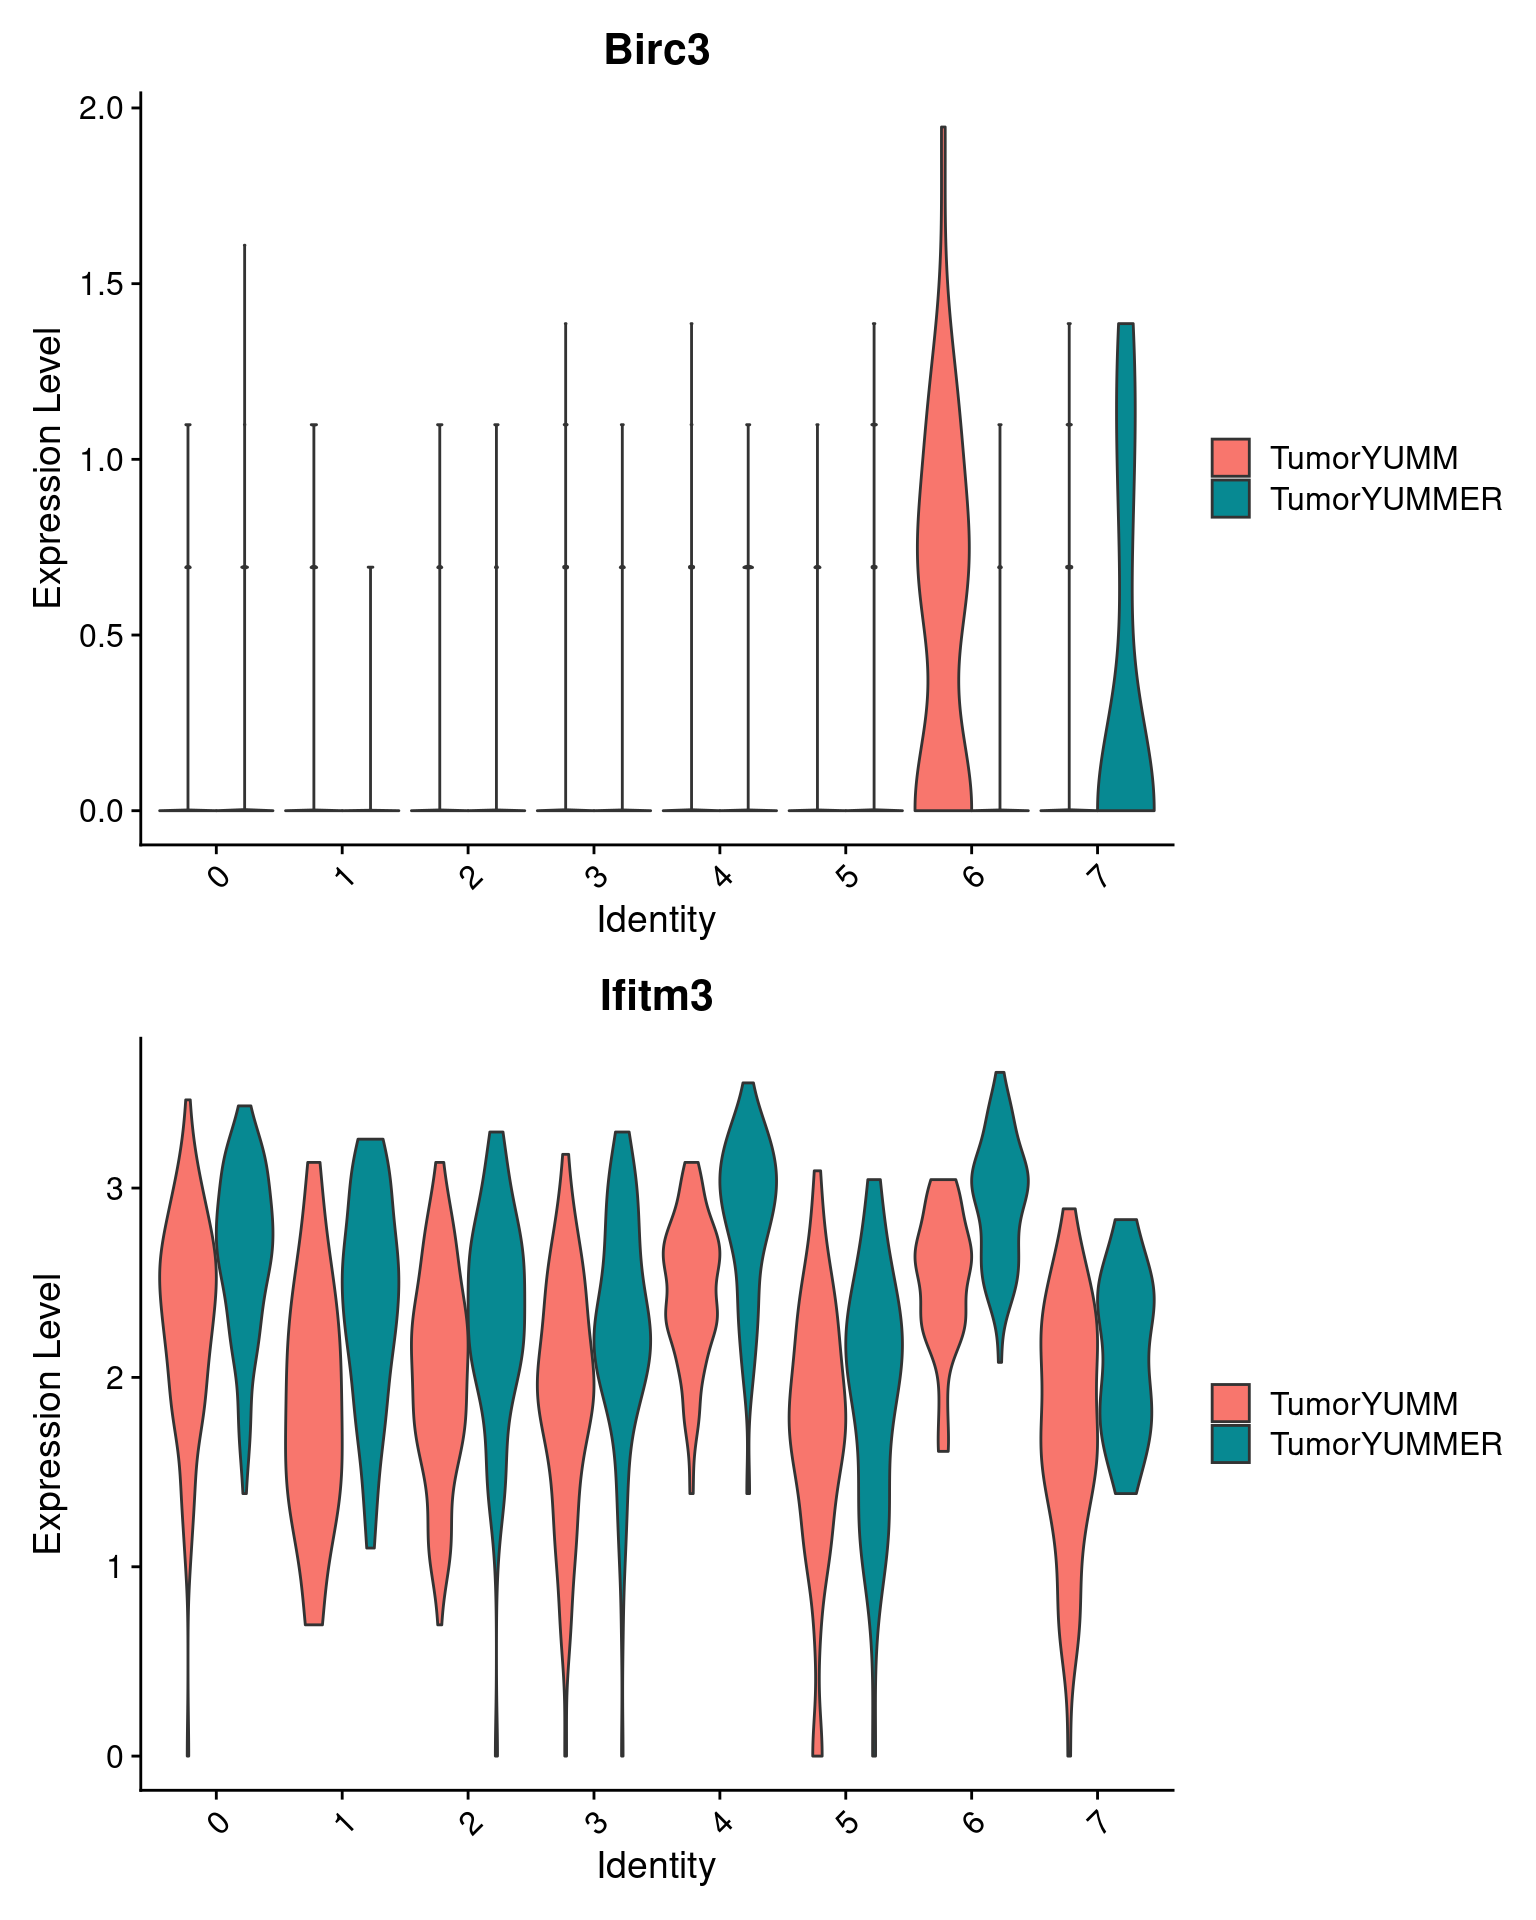 Birc3
Expression Level
2.0
1.5
1.0
0.5
0.0
0 1 2 3 4 5 6 7
Identity
TumorYUMM
TumorYUMMER
Ifitm3
Expression Level
3
2
1
0
0 1 2 3 4 5 6 7
Identity
TumorYUMM
TumorYUMMER